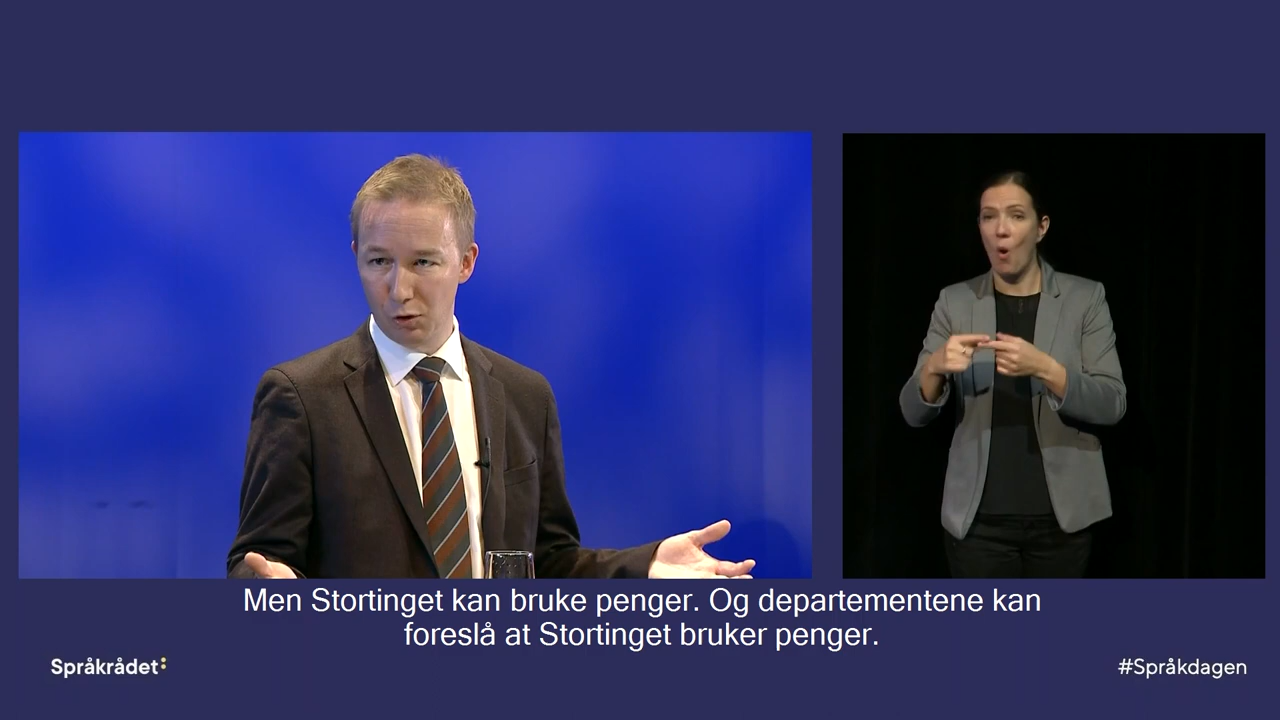 Men Stortinget kan bruke penger. Og departementene kan
foreslå at Stortinget bruker penger.
Språkrådet:
#Språkdagen